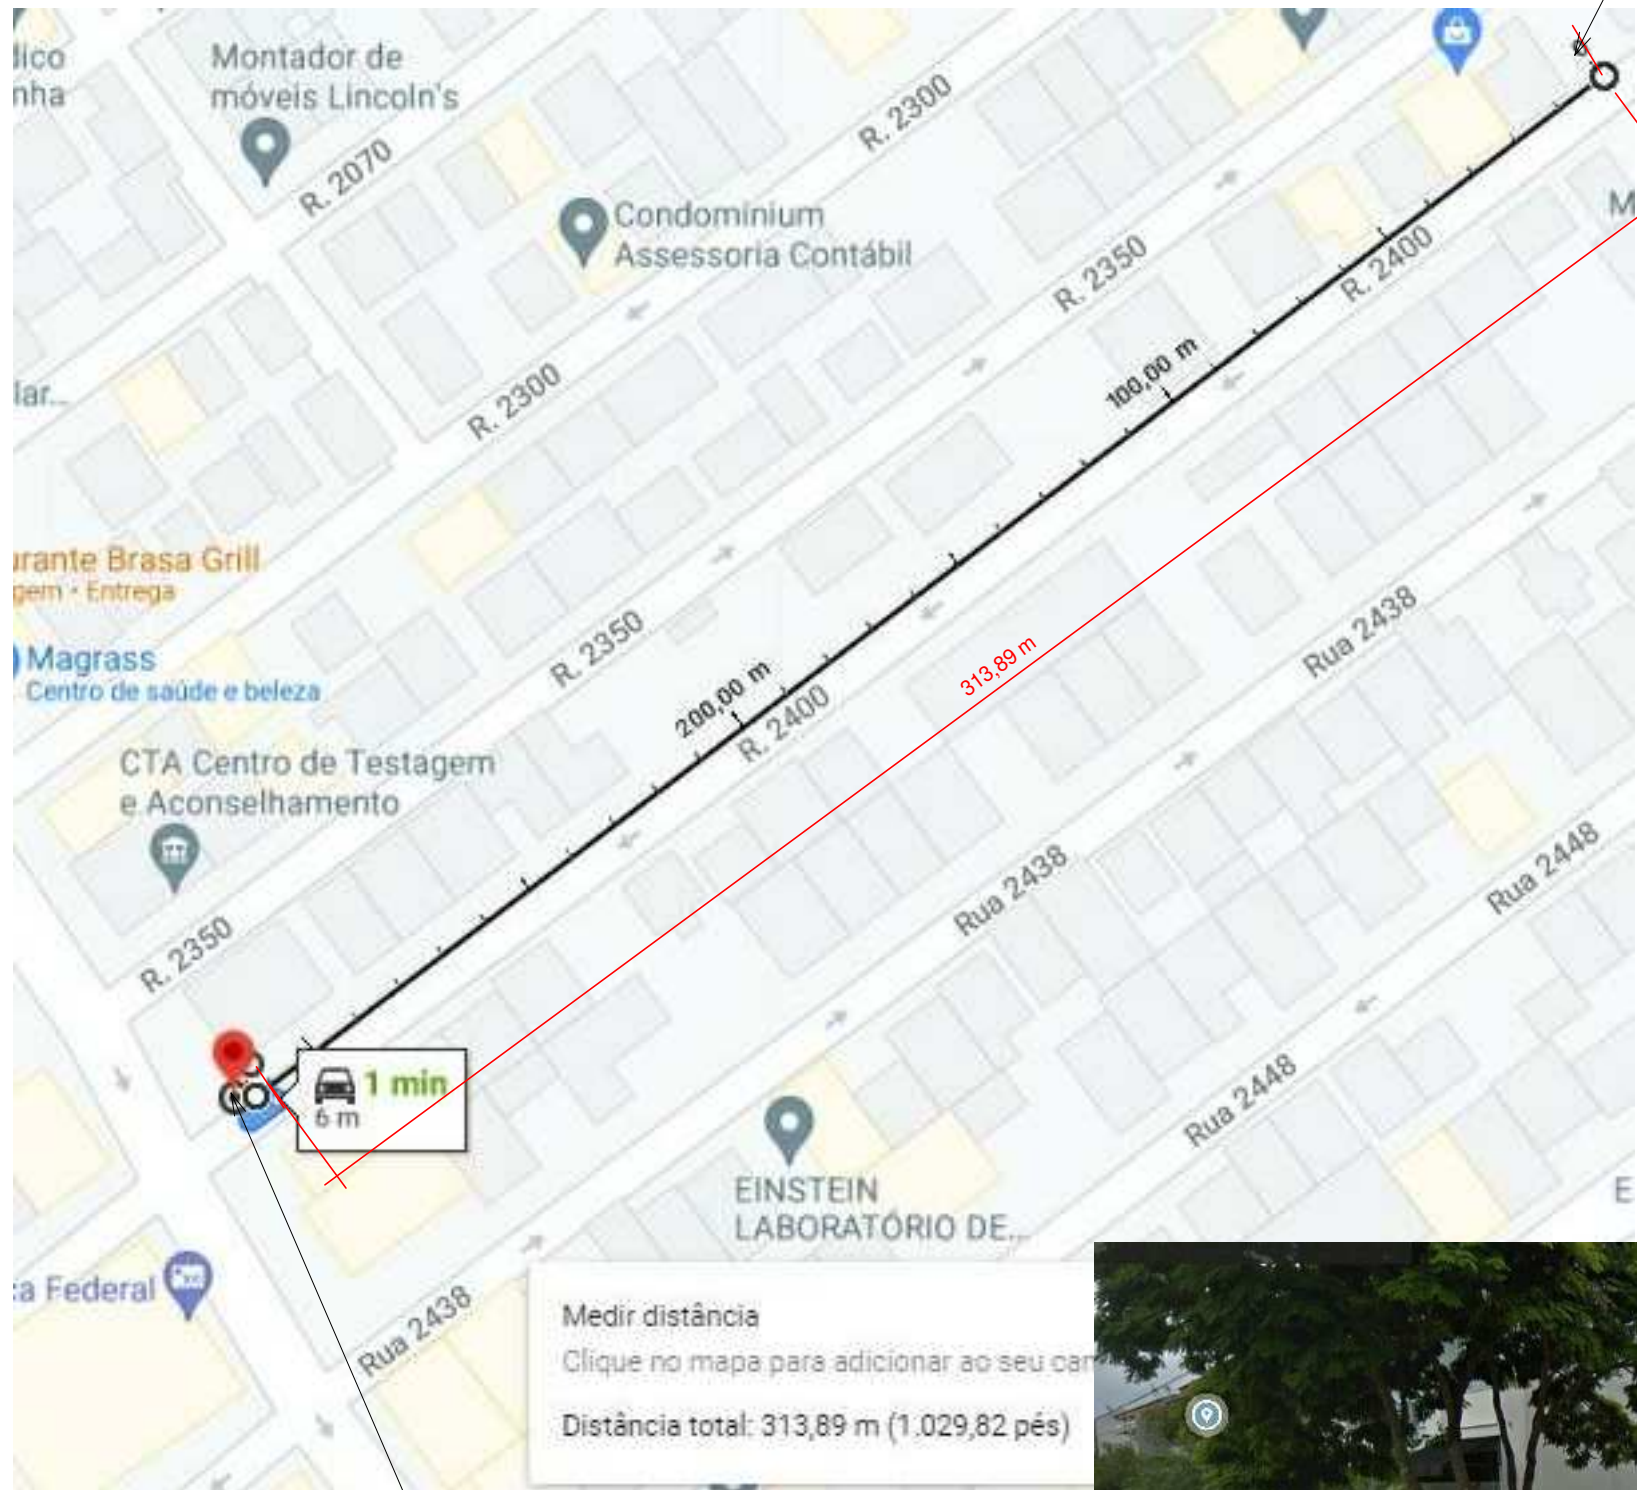 Montador de
móveis Lincoln's
R. 2070
R. 2300
Condominium
Assessoria Contábil
R. 2350
R. 2400
M
R. 2300
100,00 m
Brasa Grill
Entrega
Magrass
Centro de saúde e beleza
R. 2350
313,89 m
Rua 2438
200,00 m
R. 2400
CTA Centro de Testagem
e Aconselhamento
R. 2350
Rua 2438
Rua 2448
1 min
6 m
Rua 2448
EINSTEIN
LABORATÓRIO DE...
E
Federal
Rua 2438
Medir distância
Clique no mapa para adicionar ao seu
Distância total: 313,89 m (1.029,82 pés)